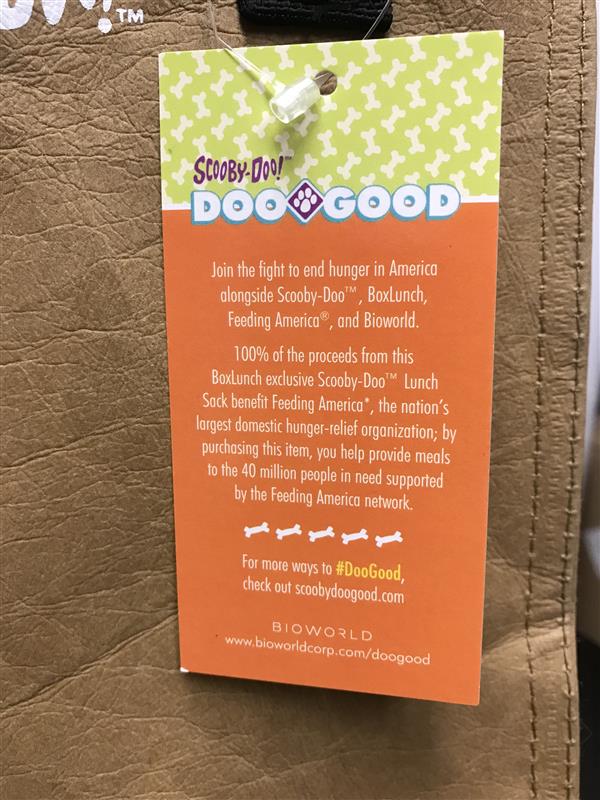 ™
SCOOBY-DOO!™
DOO GOOD
Join the fight to end hunger in America
alongside Scooby-Doo™, BoxLunch,
Feeding America®, and Bioworld.
100% of the proceeds from this
BoxLunch exclusive Scooby-Doo™ Lunch
Sack benefit Feeding America*, the nation's
largest domestic hunger-relief organization; by
purchasing this item, you help provide meals
to the 40 million people in need supported
by the Feeding America network.
For more ways to #DooGood,
check out scoobydoogood.com
BIOWORLD
www.bioworldcorp.com/doogood